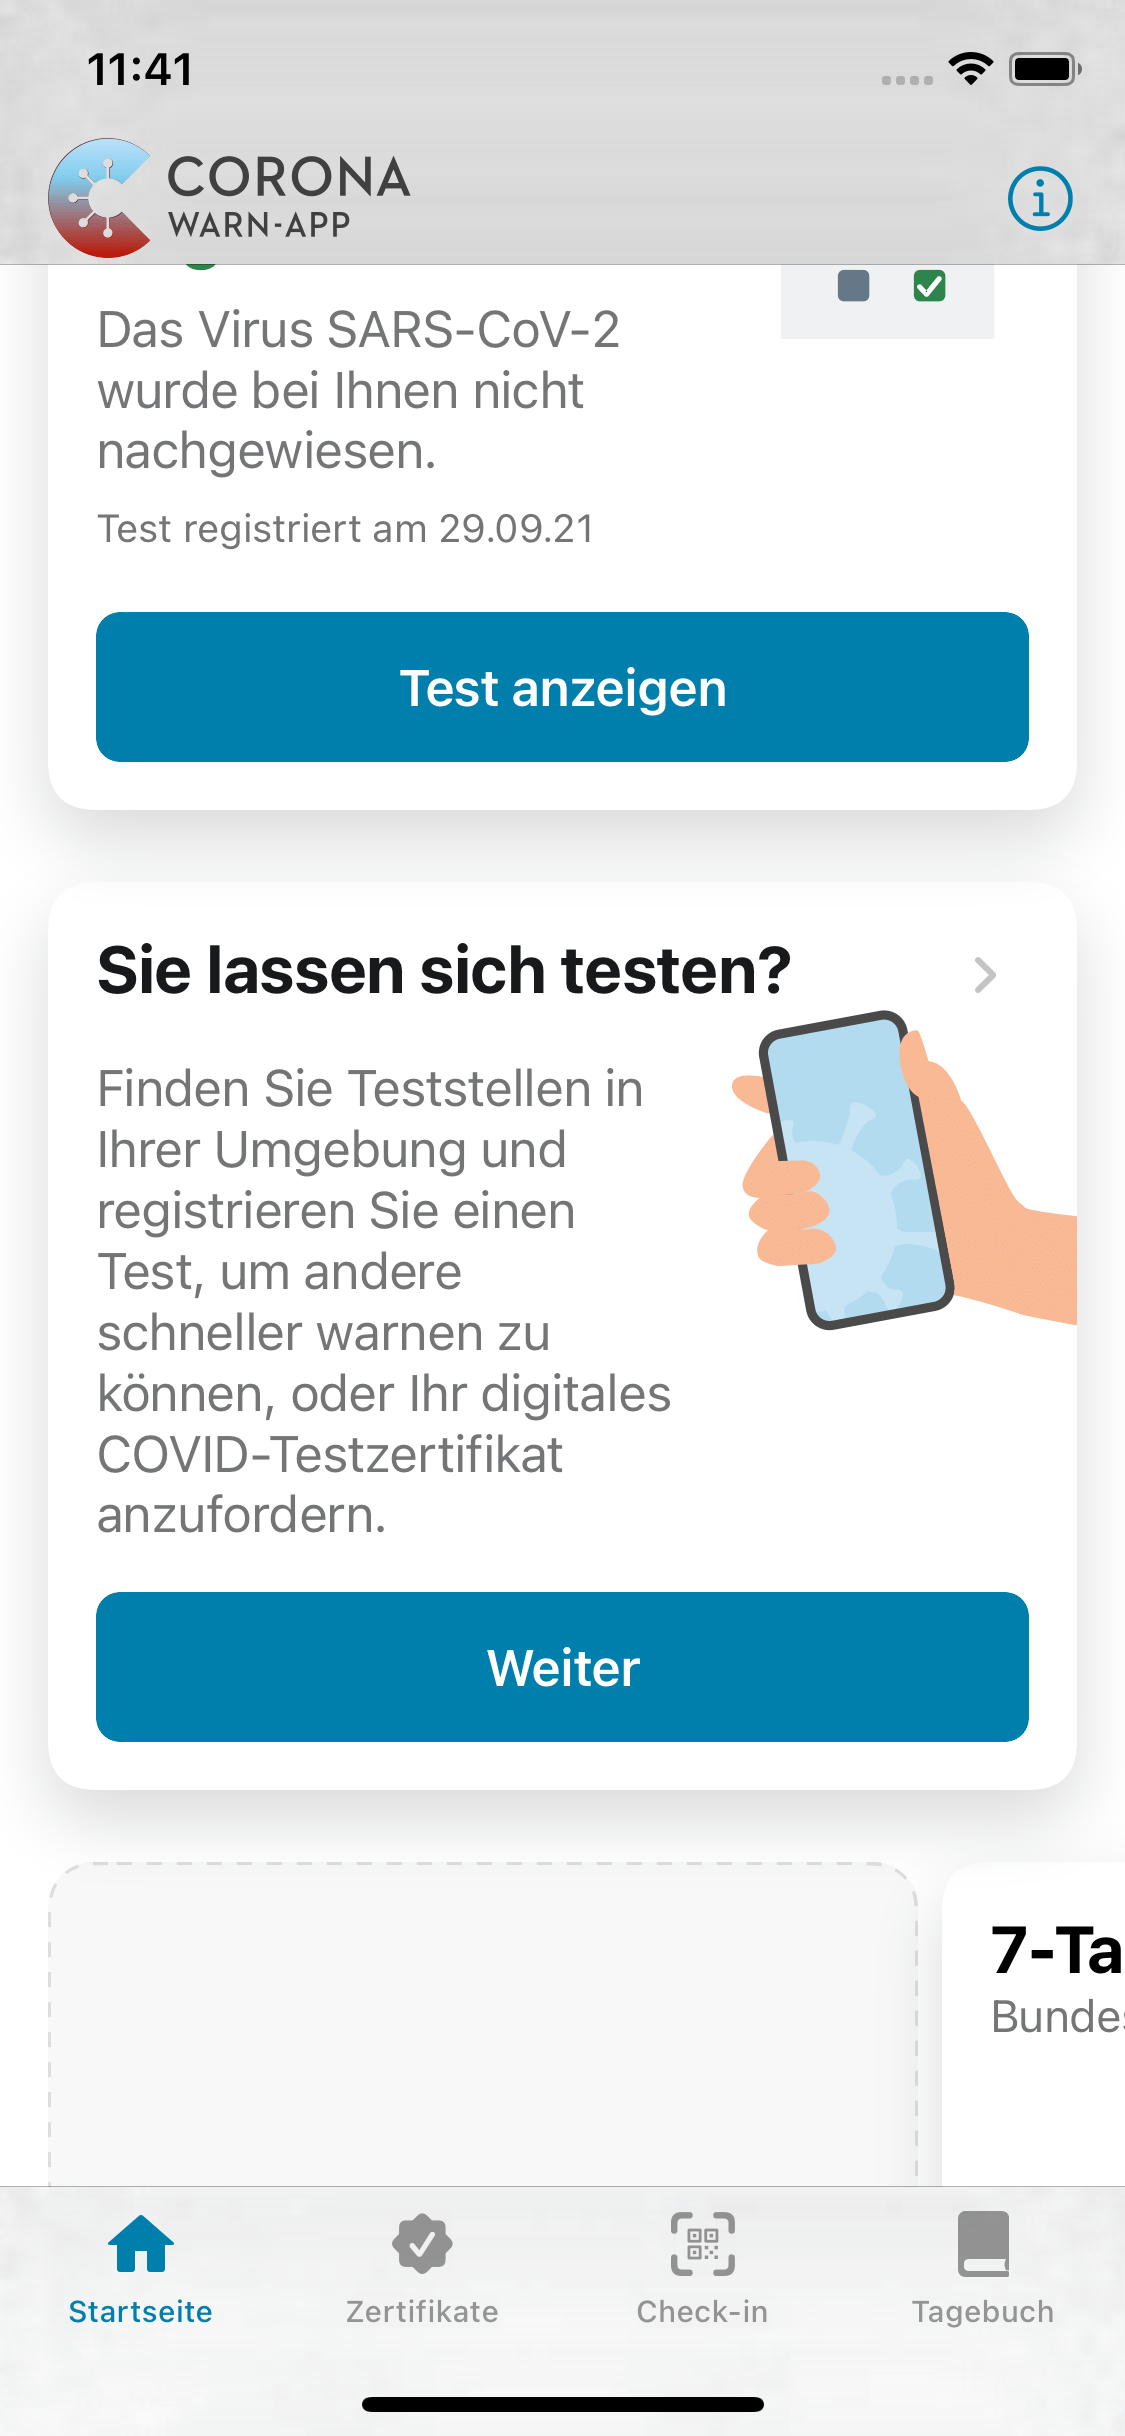 11:41
CORONA
WARN-APP
Das Virus SARS-CoV-2
wurde bei Ihnen nicht
nachgewiesen.
Test registriert am 29.09.21
Test anzeigen
Sie lassen sich testen?
Finden Sie Teststellen in
Ihrer Umgebung und
registrieren Sie einen
Test, um andere
schneller warnen zu
können, oder Ihr digitales
COVID-Testzertifikat
anzufordern.
Weiter
7-Ta
Bundes
Startseite
Zertifikate
Check-in
Tagebuch